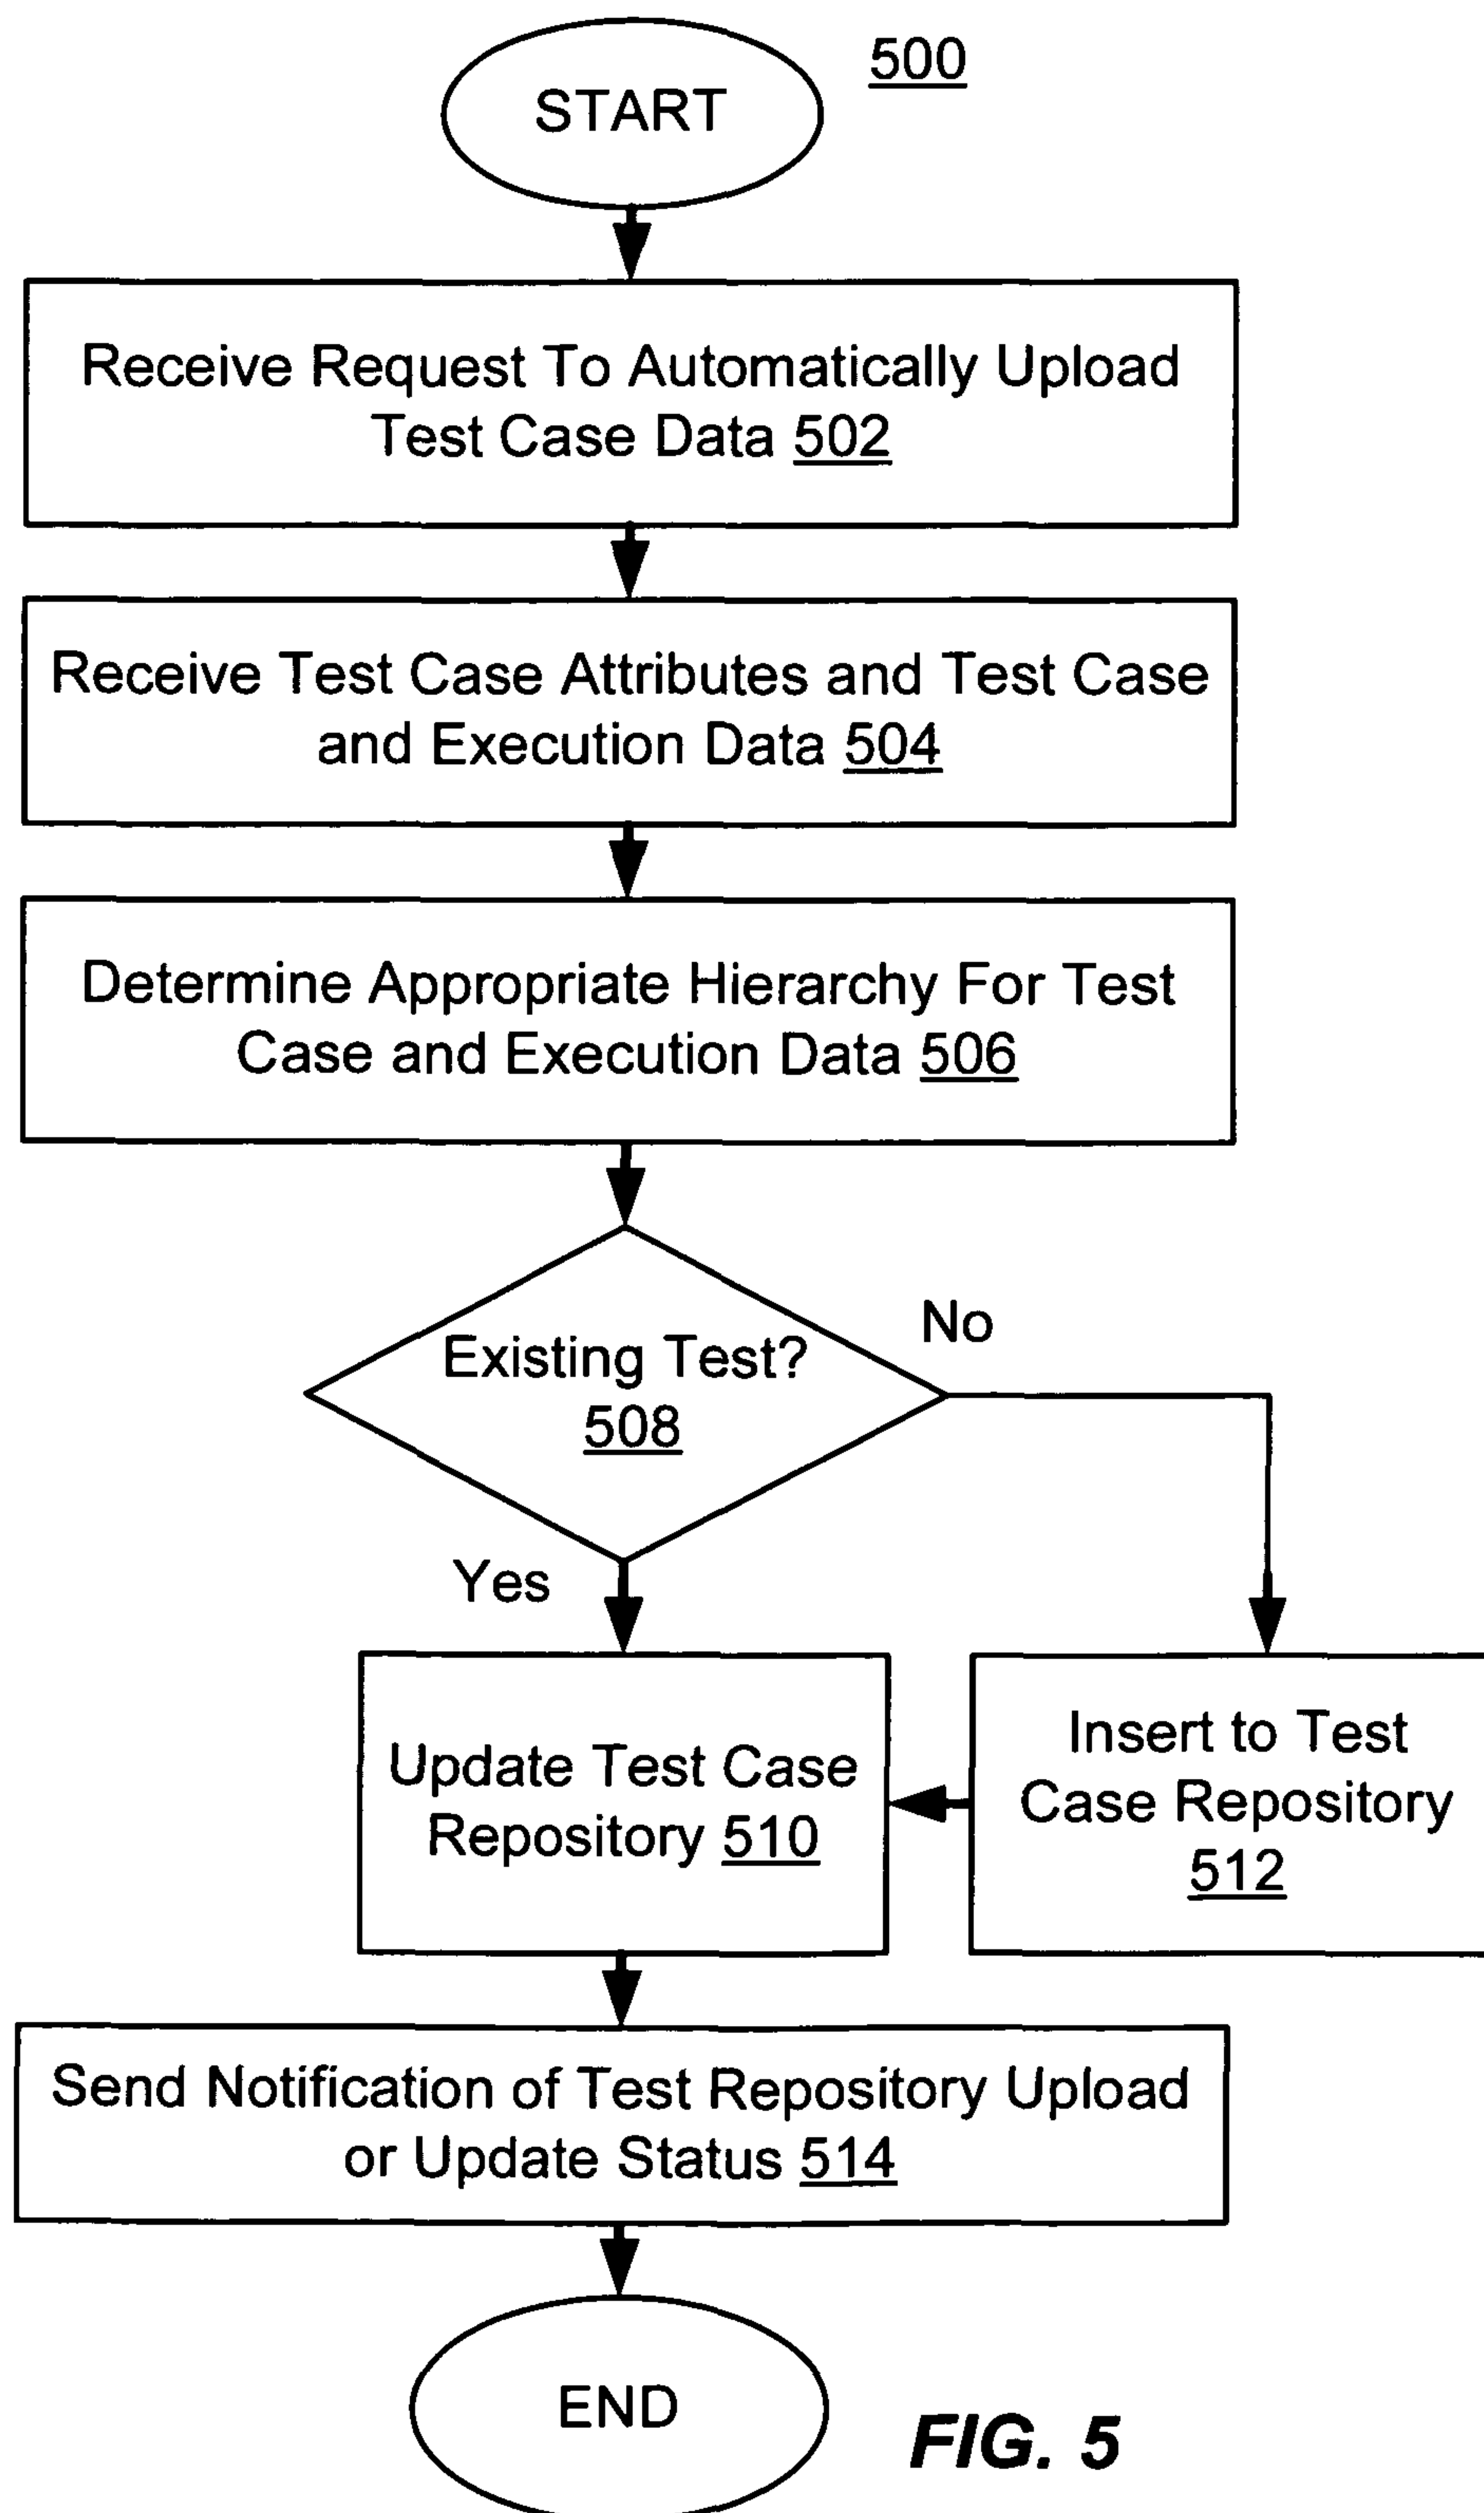 START
500
Receive Request To Automatically Upload
Test Case Data 502
Receive Test Case Attributes and Test Case
and Execution Data 504
Determine Appropriate Hierarchy For Test
Case and Execution Data 506
Existing Test?
508
No
Yes
Update Test Case
Repository 510
Insert to Test
Case Repository
512
Send Notification of Test Repository Upload
or Update Status 514
END
FIG. 5